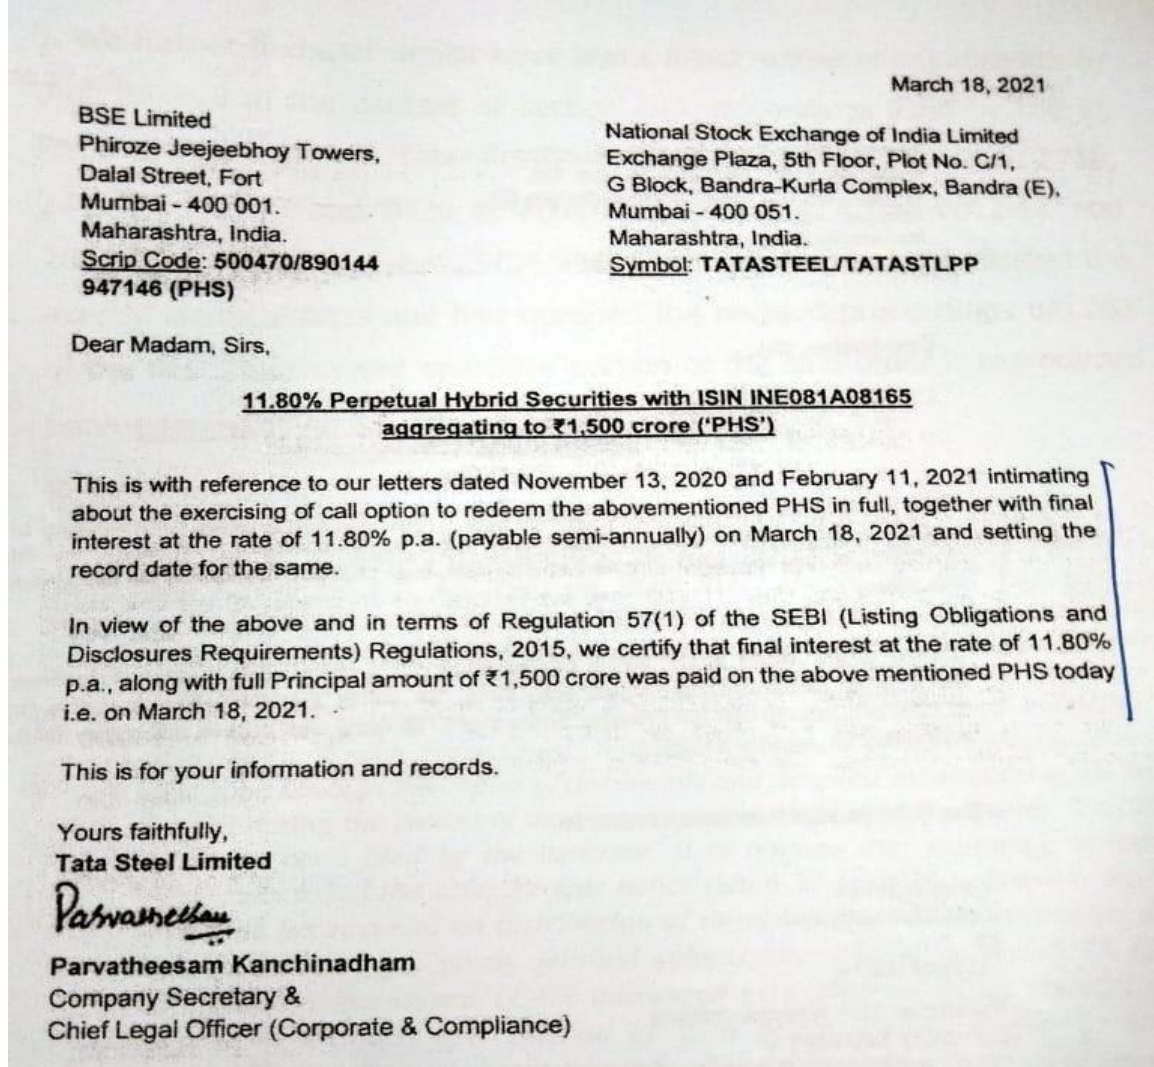 March 18, 2021
BSE Limited
Phiroze Jeejeebhoy Towers,
Dalal Street, Fort
Mumbai - 400 001.
Maharashtra, India.
Scrip Code: 500470/890144
947146 (PHS)
National Stock Exchange of India Limited
Exchange Plaza, 5th Floor, Plot No. C/1,
G Block, Bandra-Kurla Complex, Bandra (E),
Mumbai - 400 051.
Maharashtra, India.
Symbol: TATASTEEL/TATASTLPP
Dear Madam, Sirs,
11.80% Perpetual Hybrid Securities with ISIN INE081A08165
aggregating to ₹1,500 crore (‘PHS’)
This is with reference to our letters dated November 13, 2020 and February 11, 2021 intimating
about the exercising of call option to redeem the abovementioned PHS in full, together with final
interest at the rate of 11.80% p.a. (payable semi-annually) on March 18, 2021 and setting the
record date for the same.
In view of the above and in terms of Regulation 57(1) of the SEBI (Listing Obligations and
Disclosures Requirements) Regulations, 2015, we certify that final interest at the rate of 11.80%
p.a., along with full Principal amount of ₹1,500 crore was paid on the above mentioned PHS today
i.e. on March 18, 2021.
This is for your information and records.
Yours faithfully,
Tata Steel Limited
Parvatheesam Kanchinadham
Company Secretary &
Chief Legal Officer (Corporate & Compliance)